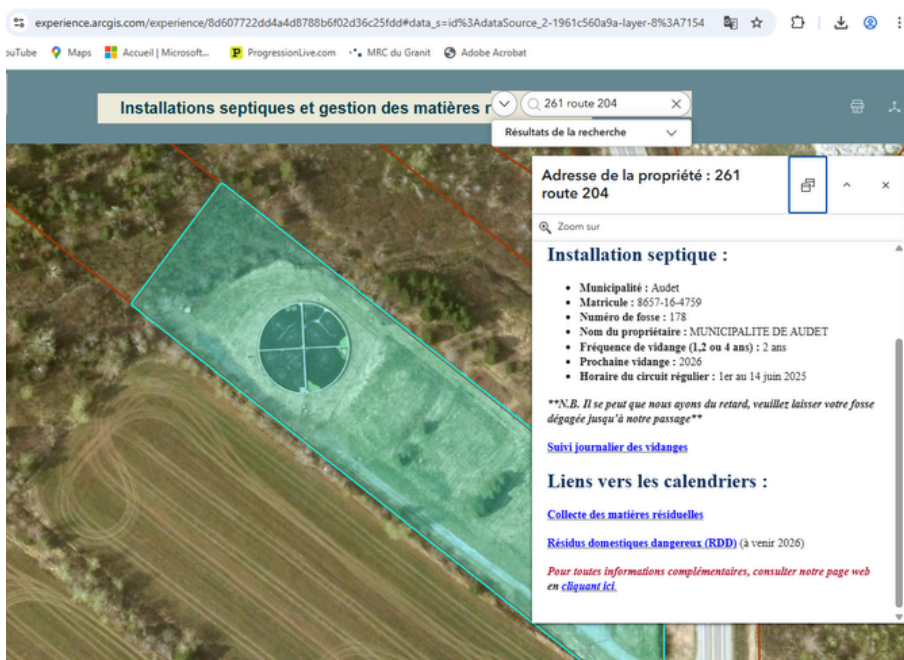 experience.arcgis.com/experience/8d607722dd4a4d8788b6f02d36c25fdd#data_s=id%3AdataSource_2-1961c560a9a-layer-8%3A7154
ouTube Maps Accueil | Microsoft... ProgressionLive.com MRC du Granit Adobe Acrobat
Installations septiques et gestion des matières r
261 route 204
Résultats de la recherche
Adresse de la propriété : 261
route 204
Zoom sur
Installation septique :
• Municipalité : Audet
• Matricule : 8657-16-4759
• Numéro de fosse : 178
• Nom du propriétaire : MUNICIPALITE DE AUDET
• Fréquence de vidange (1,2 ou 4 ans) : 2 ans
• Prochaine vidange : 2026
• Horaire du circuit régulier : 1er au 14 juin 2025
**N.B. Il se peut que nous ayons du retard, veuillez laisser votre fosse
dégagée jusqu'à notre passage**
Suivi journalier des vidanges
Liens vers les calendriers :
Collecte des matières résiduelles
Résidus domestiques dangereux (RDD) (à venir 2026)
Pour toutes informations complémentaires, consulter notre page web
en cliquant ici.